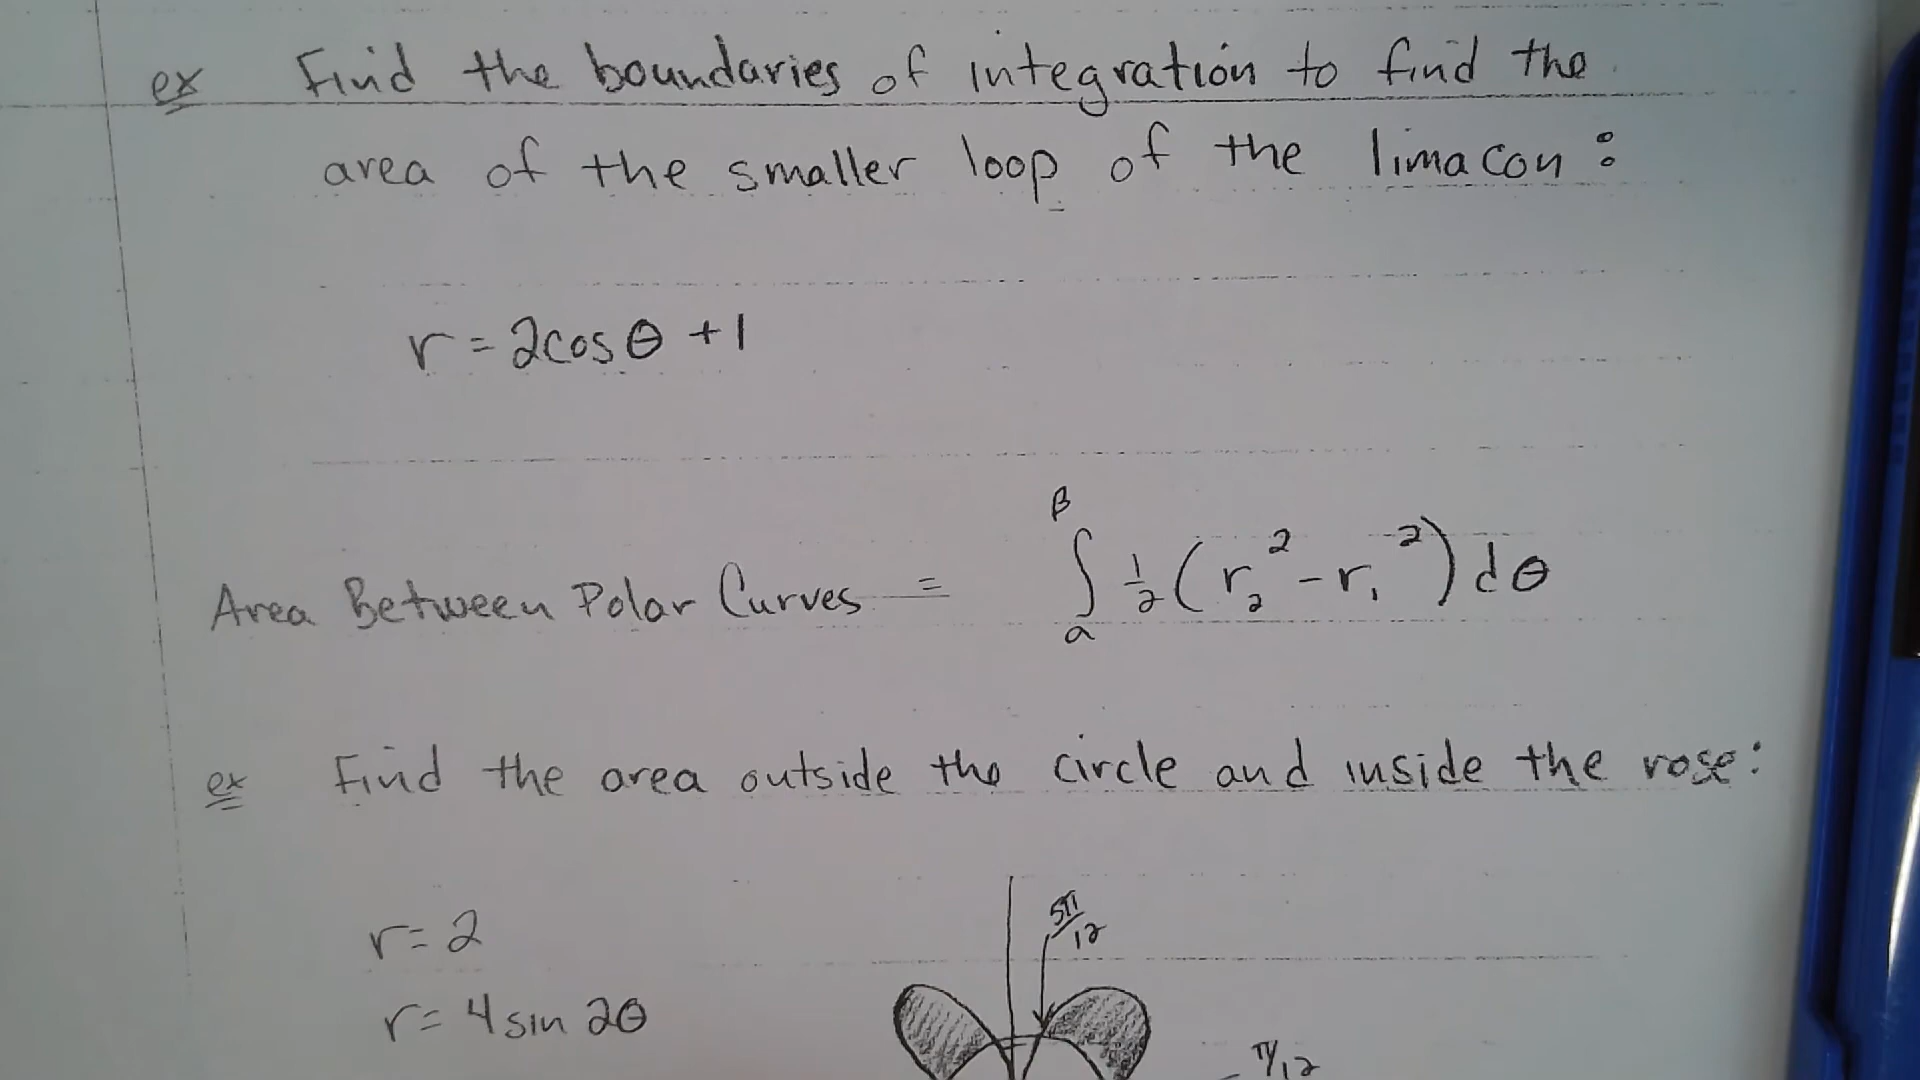 ex Find the boundaries of integration to find the
area of the smaller loop of the limacon:
r = 2cosθ + 1
Area Between Polar Curves = ∫ₐᵝ ½(r₂² - r₁²)dθ
ex Find the area outside the circle and inside the rose:
r = 2
5π/12
r = 4 sin 2θ
π/12